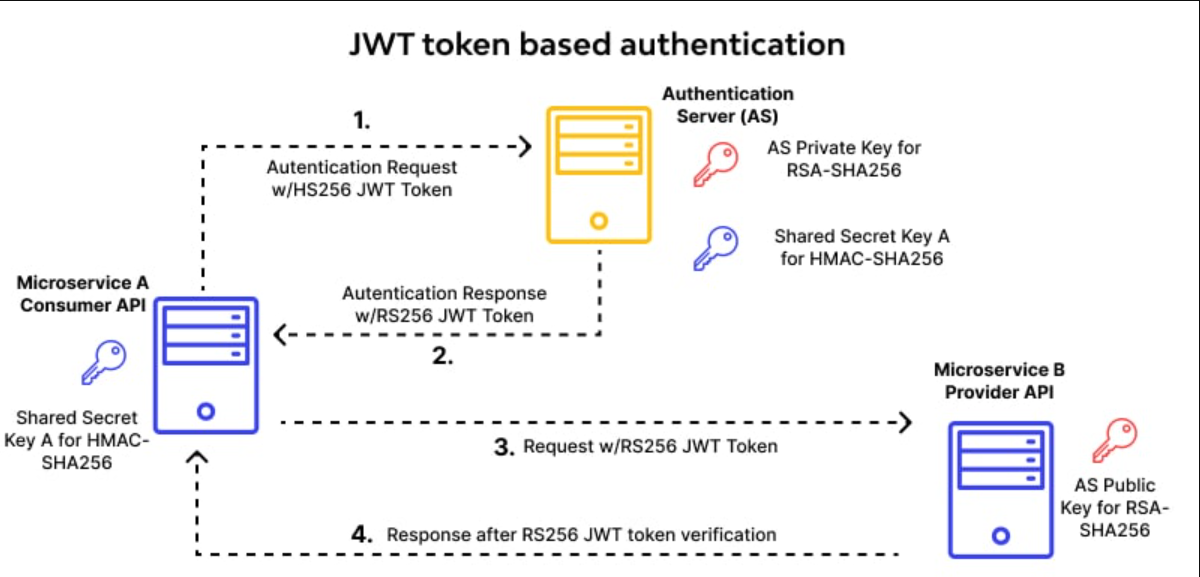 JWT token based authentication
1.
Autentication Request
w/HS256 JWT Token
Authentication
Server (AS)
AS Private Key for
RSA-SHA256
Shared Secret Key A
for HMAC-SHA256
Microservice A
Consumer API
Shared Secret
Key A for HMAC-
SHA256
Autentication Response
w/RS256 JWT Token
2.
3. Request w/RS256 JWT Token
Microservice B
Provider API
AS Public
Key for RSA-
SHA256
4. Response after RS256 JWT token verification